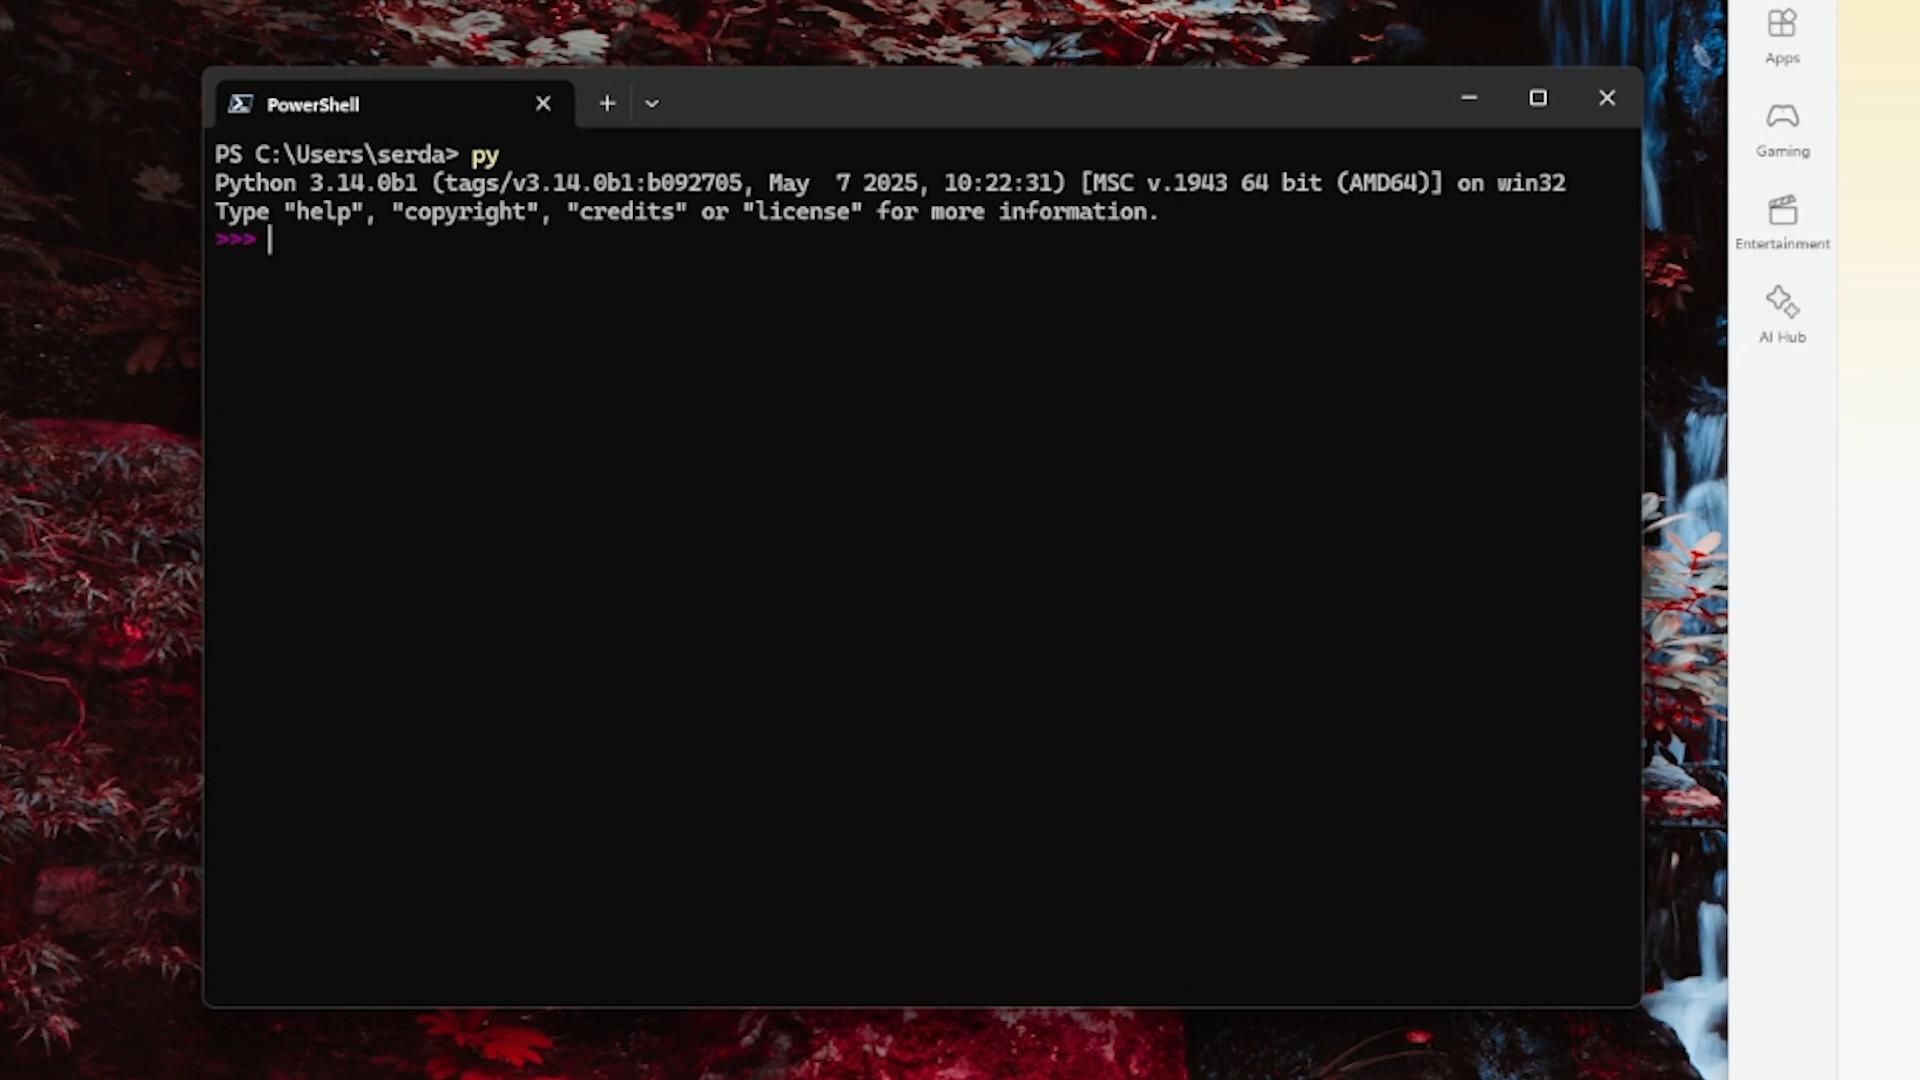 PowerShell
PS C:\Users\serda> py
Python 3.14.0b1 (tags/v3.14.0b1:b092705, May  7 2025, 10:22:31) [MSC v.1943 64 bit (AMD64)] on win32
Type "help", "copyright", "credits" or "license" for more information.
>>>
Apps
Gaming
Entertainment
AI Hub